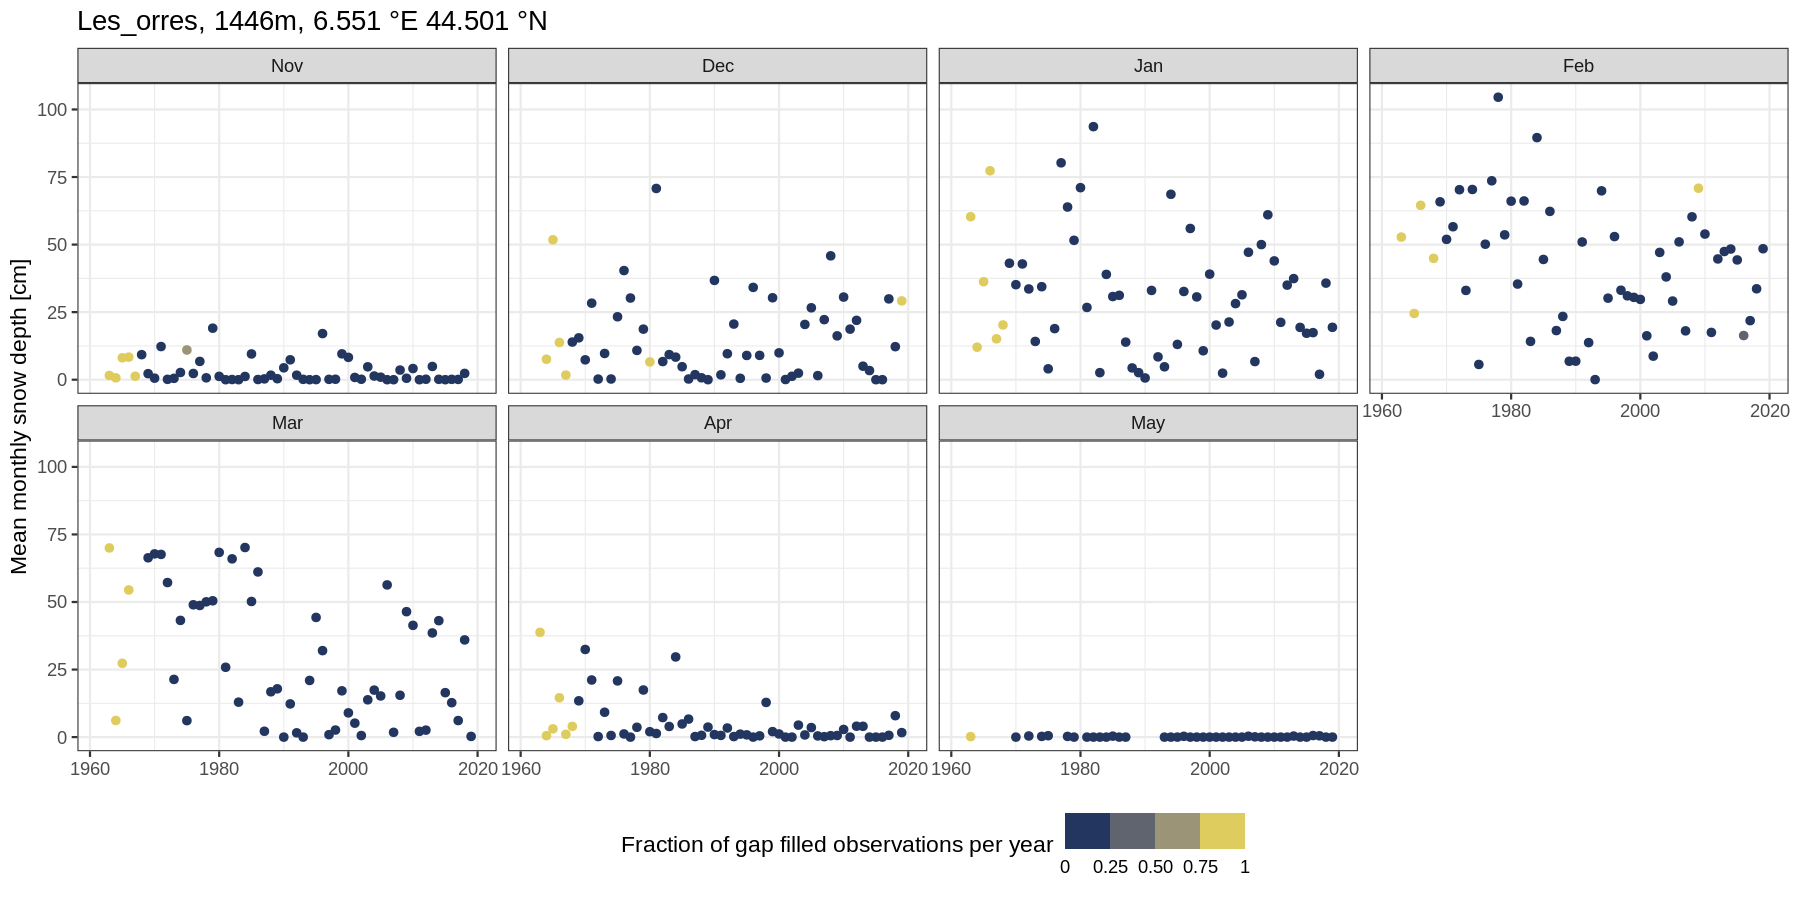 Les_orres, 1446m, 6.551 °E 44.501 °N
Nov
Dec
Jan
Feb
Mean monthly snow depth [cm]
100
75
50
25
0
1960 1980 2000 2020
Mar
Apr
May
100
75
50
25
0
1960 1980 2000 2020
1960 1980 2000 2020
1960 1980 2000 2020
Fraction of gap filled observations per year
0 0.25 0.50 0.75 1